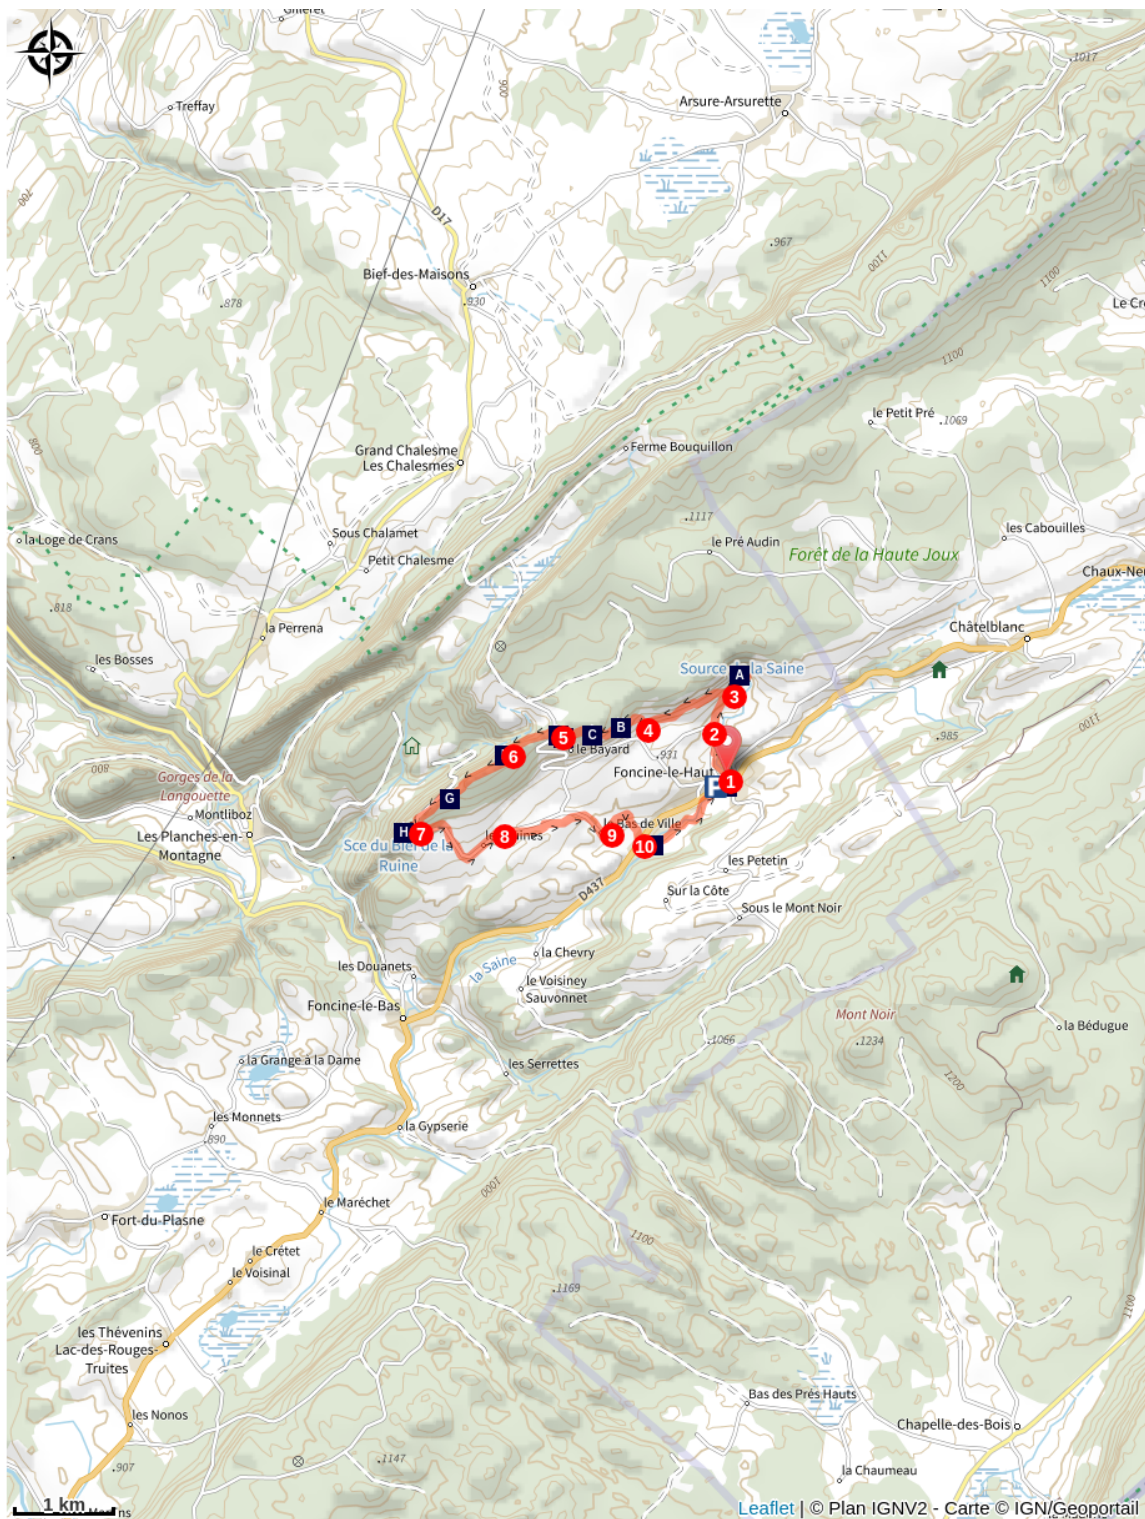 Treffay
Arsure-Arsurette
1017
900
700
D17
.967
1100
Bief-des-Maisons
.930
.878
1100
Le Cr
1100
le Petit Pré
.1069
800
Grand Chalesme
Les Chalesmes
Ferme Bouquillon
.1117
la Loge de Crans
Sous Chalamet
Petit Chalesme
le Pré Audin
Forêt de la Haute Joux
les Cabouilles
Chaux-Neu
.818
la Perrena
Châtelblanc
les Bosses
Source de la Saine
A
3
2
B
C
4
5
6
le Bayard
.931
.985
1100
800
Gorges de la
Langouette
Foncine-le-Haut
P
1
G
Montliboz
Les Planches-en-
Montagne
H
7
Sce du Bief de la
Ruine
8
9
le Bas de Ville
10
les Petetin
D437
Sur la Côte
Sous le Mont Noir
la Chevry
la Saine
les Douanets
le Voisiney
Sauvonnet
Foncine-le-Bas
Mont Noir
la Bédugue
.1066
.1234
la Grange à la Dame
les Serrettes
1200
les Monnets
.890
la Gypserie
1000
le Maréchet
Fort-du-Plasne
1100
le Crétet
le Voisinal
.1169
1100
les Thévenins
Lac-des-Rouges-
Truites
Bas des Prés Hauts
les Nonos
Chapelle-des-Bois
.907
.1147
la Chaumeau
1 km
Leaflet | © Plan IGNV2 - Carte © IGN/Geoportail